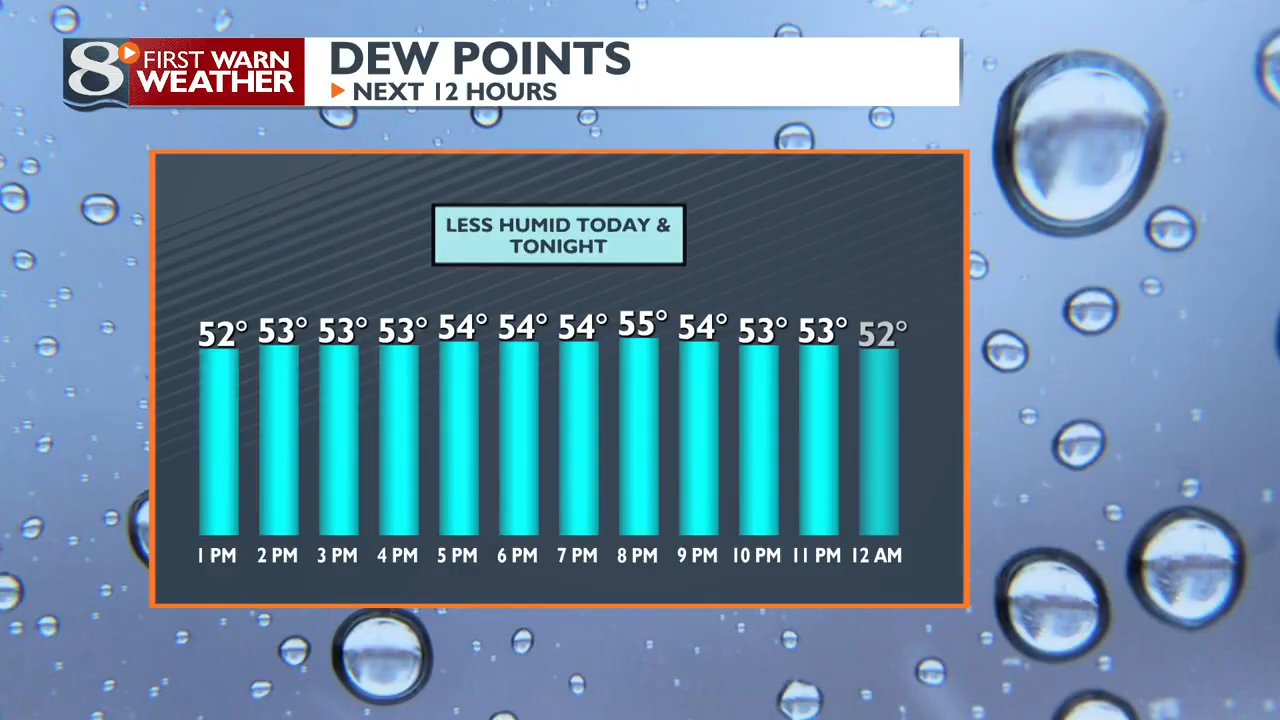 8 FIRST WARN
WEATHER
DEW POINTS
NEXT 12 HOURS
LESS HUMID TODAY &
TONIGHT
52° 53° 53° 53° 54° 54° 54° 55° 54° 53° 53° 52°
1 PM 2 PM 3 PM 4 PM 5 PM 6 PM 7 PM 8 PM 9 PM 10 PM 11 PM 12 AM